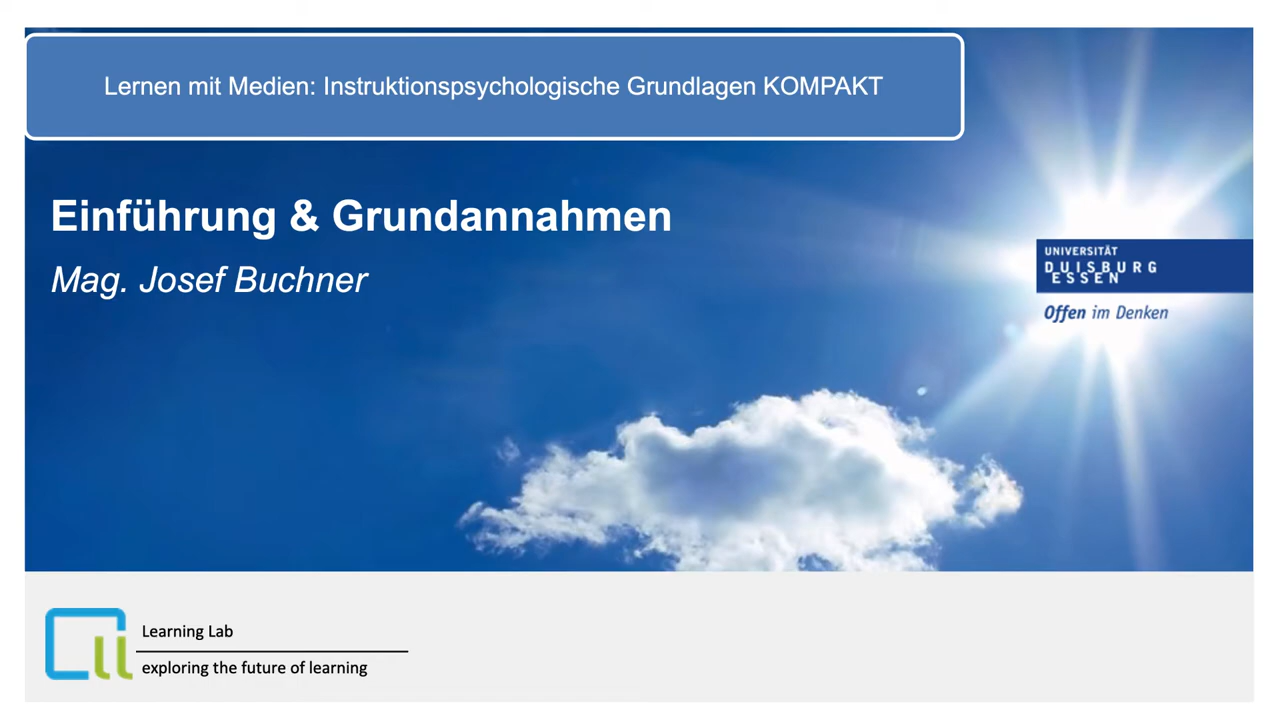 Lernen mit Medien: Instruktionspsychologische Grundlagen KOMPAKT
Einführung & Grundannahmen
Mag. Josef Buchner
UNIVERSITÄT
DUISBURG
ESSEN
Offen im Denken
Learning Lab
exploring the future of learning